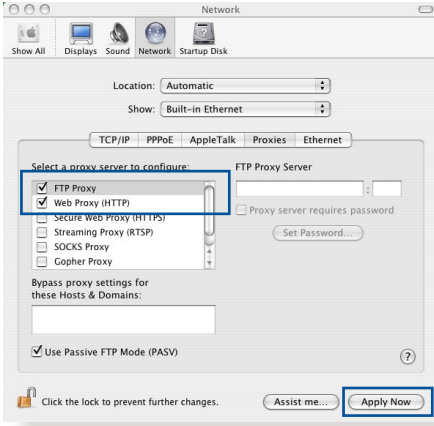 Network
Show All Displays Sound Network Startup Disk
Location: Automatic
Show: Built-in Ethernet
TCP/IP PPPoE AppleTalk Proxies Ethernet
Select a proxy server to configure: FTP Proxy Server
FTP Proxy :
Web Proxy (HTTP) Proxy server requires password
Secure Web Proxy (HTTPS)
Streaming Proxy (RTSP) Set Password...
SOCKS Proxy
Gopher Proxy
Bypass proxy settings for
these Hosts & Domains:
Use Passive FTP Mode (PASV) ?
Click the lock to prevent further changes. Assist me... Apply Now